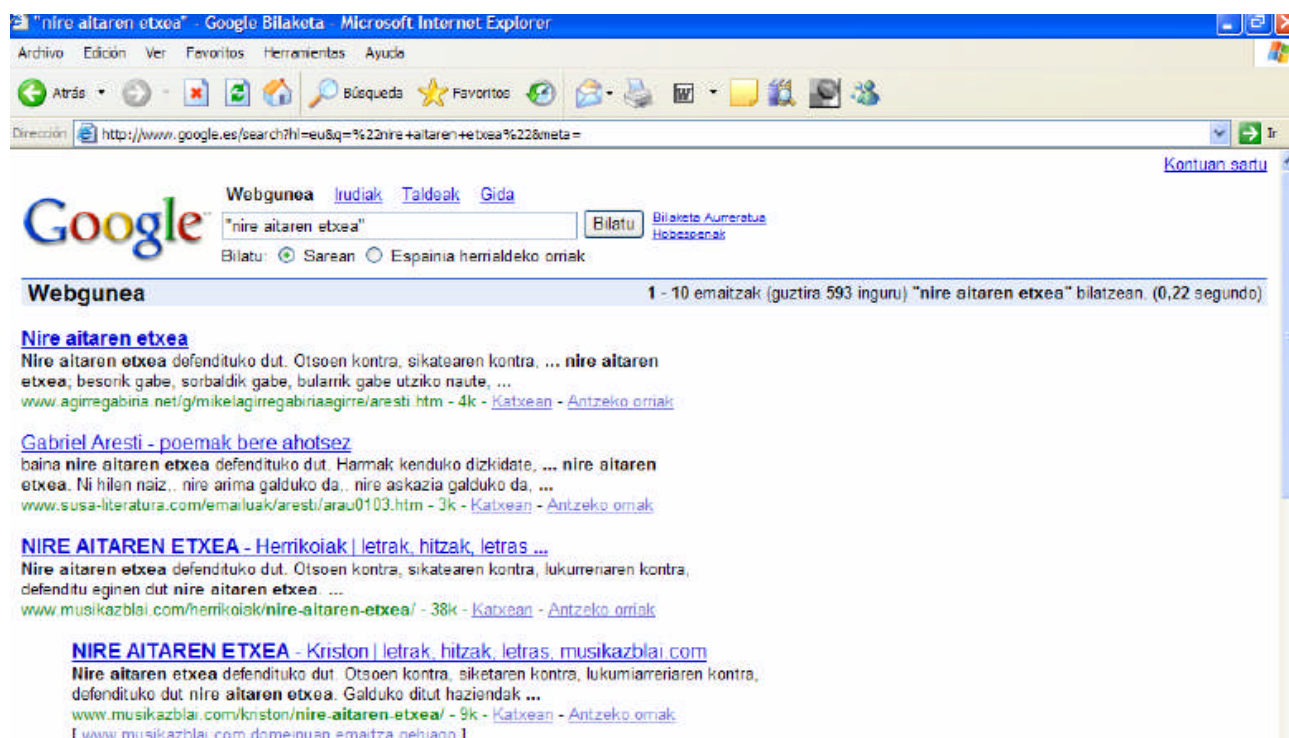 "nire aitaren etxea" - Google Bilaketa - Microsoft Internet Explorer
Archivo Edición Ver Favoritos Herramientas Ayuda
Atrás Búsqueda Favoritos
Dirección http://www.google.es/search?hl=eu&q=%22nire+aitaren+etxea%22&meta= Ir
Kontuan sartu
Webgunea Irudiak Taldeak Gida
Google "nire aitaren etxea" Bilatu Bilaketa Aurreratua
Hobespenak
Bilatu: Sarean Espainia herrialdeko orriak
Webgunea 1 - 10 emaitzak (guztira 593 inguru) "nire aitaren etxea" bilatzean. (0,22 segundo)
Nire aitaren etxea
Nire aitaren etxea defendituko dut. Otsoen kontra, sikatearen kontra, ... nire aitaren
etxea; besorik gabe, sorbaldik gabe, bularrik gabe utziko naute, ...
www.agirregabiria.net/g/mikelagirregabiriaagirre/aresti.htm - 4k - Katxean - Antzeko orriak
Gabriel Aresti - poemak bere ahotsez
baina nire aitaren etxea defendituko dut. Harmak kenduko dizkidate, ... nire aitaren
etxea. Ni hilen naiz,. nire arima galduko da,. nire askazia galduko da, ...
www.susa-literatura.com/emailuak/aresti/arau0103.htm - 3k - Katxean - Antzeko orriak
NIRE AITAREN ETXEA - Herrikoiak | letrak, hitzak, letras ...
Nire aitaren etxea defendituko dut. Otsoen kontra, sikatearen kontra, lukurreriaren kontra,
defenditu eginen dut nire aitaren etxea. ...
www.musikazblai.com/herrikoiak/nire-aitaren-etxea/ - 38k - Katxean - Antzeko orriak
NIRE AITAREN ETXEA - Kriston | letrak, hitzak, letras, musikazblai.com
Nire aitaren etxea defendituko dut. Otsoen kontra, siketaren kontra, lukumiarreriaren kontra,
defendituko dut nire aitaren etxea. Galduko ditut haziendak ...
www.musikazblai.com/kriston/nire-aitaren-etxea/ - 9k - Katxean - Antzeko orriak
[ www.musikazblai.com domeinuan emaitza gehiago ]